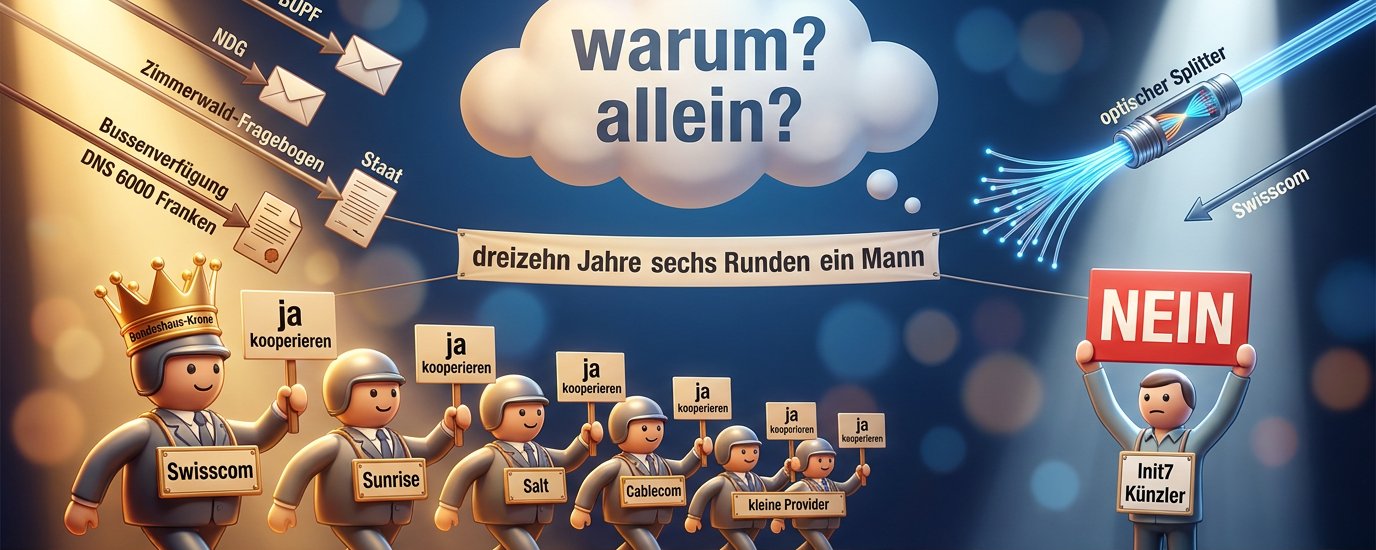 BÜPF
NDG
Zimmerwald-Fragebogen
Bussenverfügung
DNS 6000 Franken
Staat
warum?
allein?
optischer Splitter
Swisscom
dreizehn Jahre sechs Runden ein Mann
Bondeshaus-Krone
ja
kooperieren
ja
kooperieren
ja
kooperieren
ja
kooperieren
ja
kooporioren
ja
kooperieren
NEIN
Swisscom
Sunrise
Salt
Cablecom
kleine Provider
Init7
Künzler